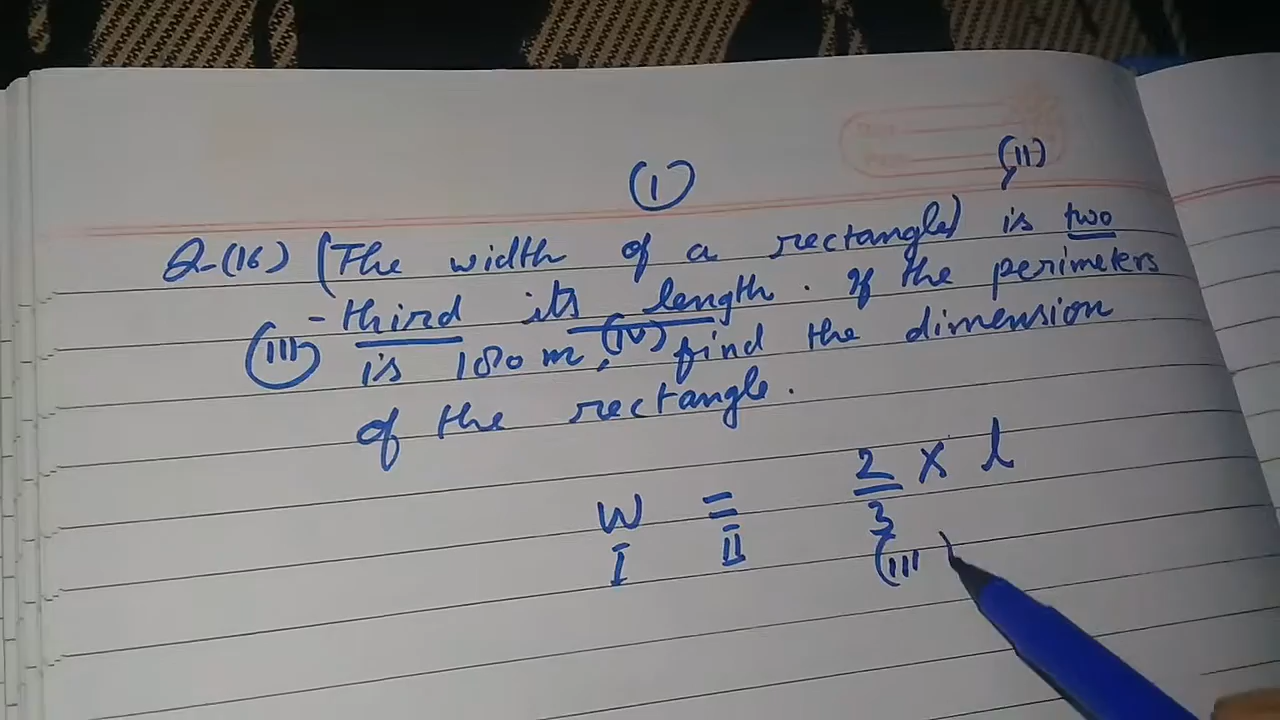 (I) (II)
Q-(16) (The width of a rectangle) is two
-third its length. If the perimeters
(III) (IV)
is 180 m, find the dimension
of the rectangle.
W = 2/3 × l
I II (III)